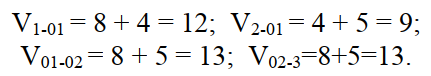 V1-01 = 8 + 4 = 12; V2-01 = 4 + 5 = 9;
V01-02 = 8 + 5 = 13; V02-3=8+5=13.